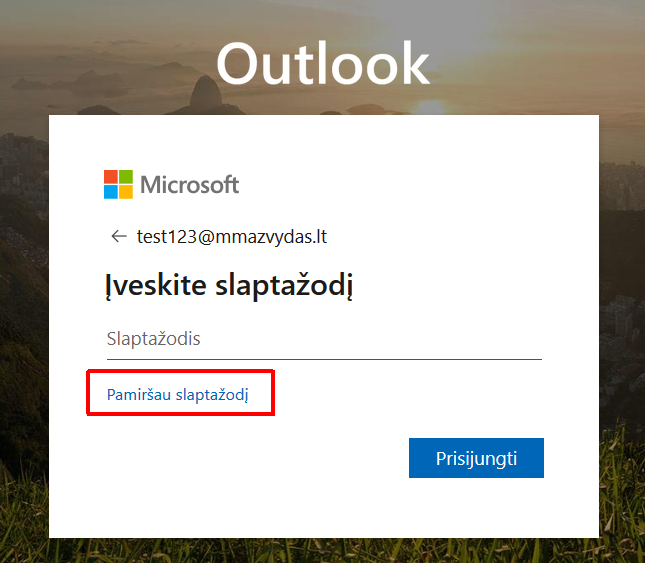 Outlook
Microsoft
← test123@mmazvydas.lt
Įveskite slaptažodį
Slaptažodis
Pamiršau slaptažodį
Prisijungti